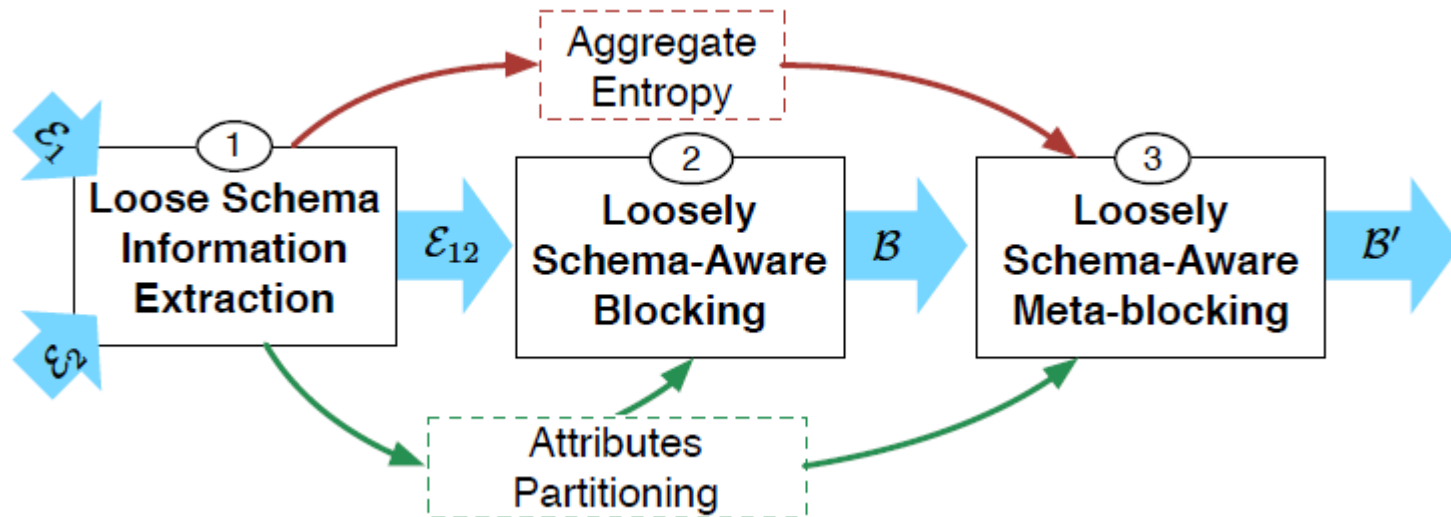 Aggregate
Entropy
ℰ1
1
Loose Schema
Information
Extraction
ℰ2
ℰ12
2
Loosely
Schema-Aware
Blocking
ℬ
3
Loosely
Schema-Aware
Meta-blocking
ℬ′
Attributes
Partitioning